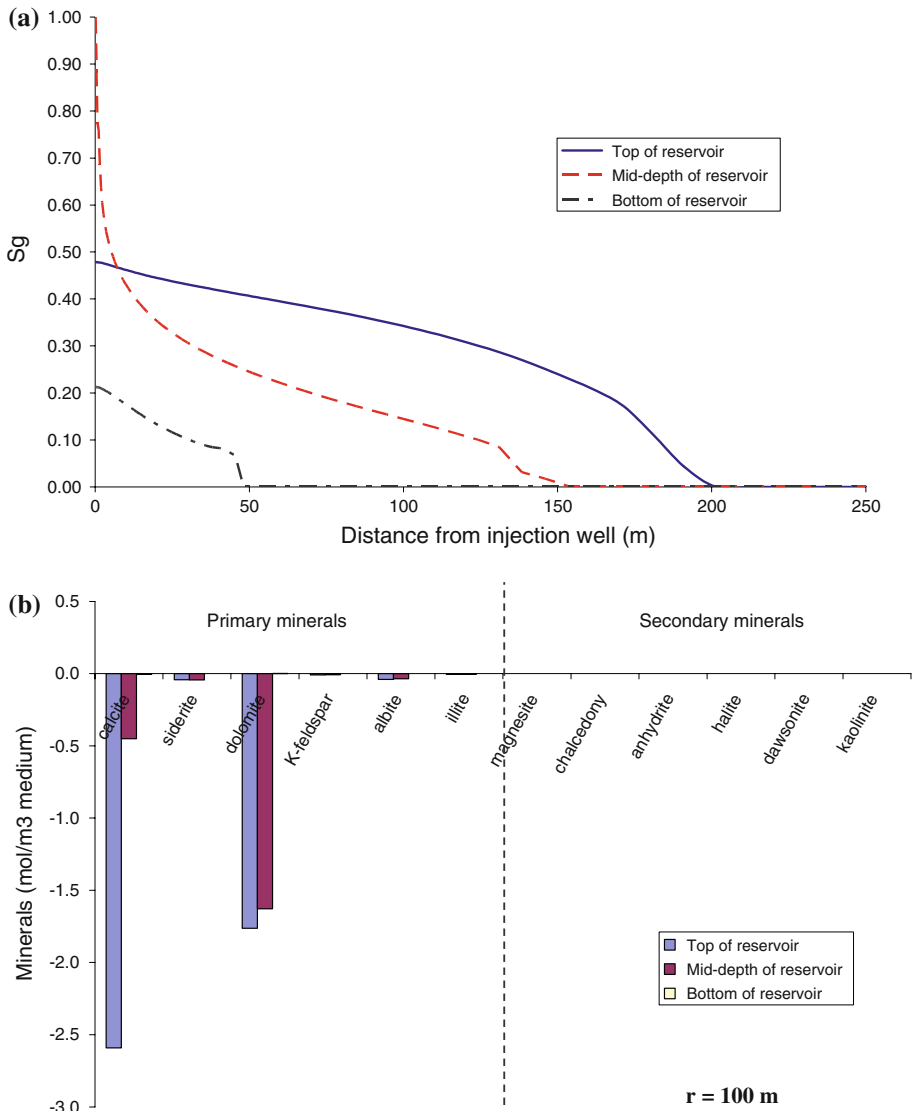 (a)
1.00
0.90
0.80
0.70
0.60
0.50
0.40
0.30
0.20
0.10
0.00
Sg
Top of reservoir
Mid-depth of reservoir
Bottom of reservoir
0 50 100 150 200 250
Distance from injection well (m)
(b)
0.5
0.0
-0.5
-1.0
-1.5
-2.0
-2.5
-3.0
Minerals (mol/m3 medium)
Primary minerals
Secondary minerals
calcite
siderite
dolomite
K-feldspar
albite
illite
magnesite
chalcedony
anhydrite
halite
dawsonite
kaolinite
Top of reservoir
Mid-depth of reservoir
Bottom of reservoir
r = 100 m